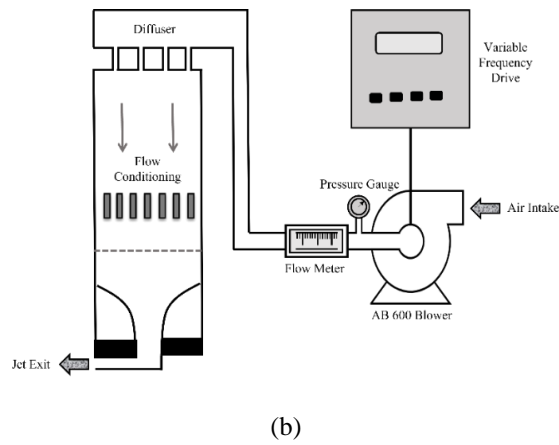 Diffuser
Variable
Frequency
Drive
Flow
Conditioning
Pressure Gauge
Air Intake
Flow Meter
AB 600 Blower
Jet Exit
(b)